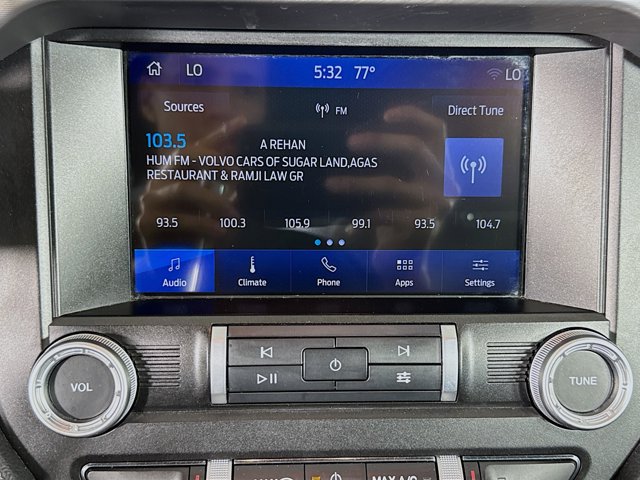 LO 5:32 77° LO
Sources FM Direct Tune
103.5 A REHAN
HUM FM - VOLVO CARS OF SUGAR LAND,AGAS
RESTAURANT & RAMJI LAW GR
93.5 100.3 105.9 99.1 93.5 104.7
Audio Climate Phone Apps Settings
VOL TUNE
MAX A/C